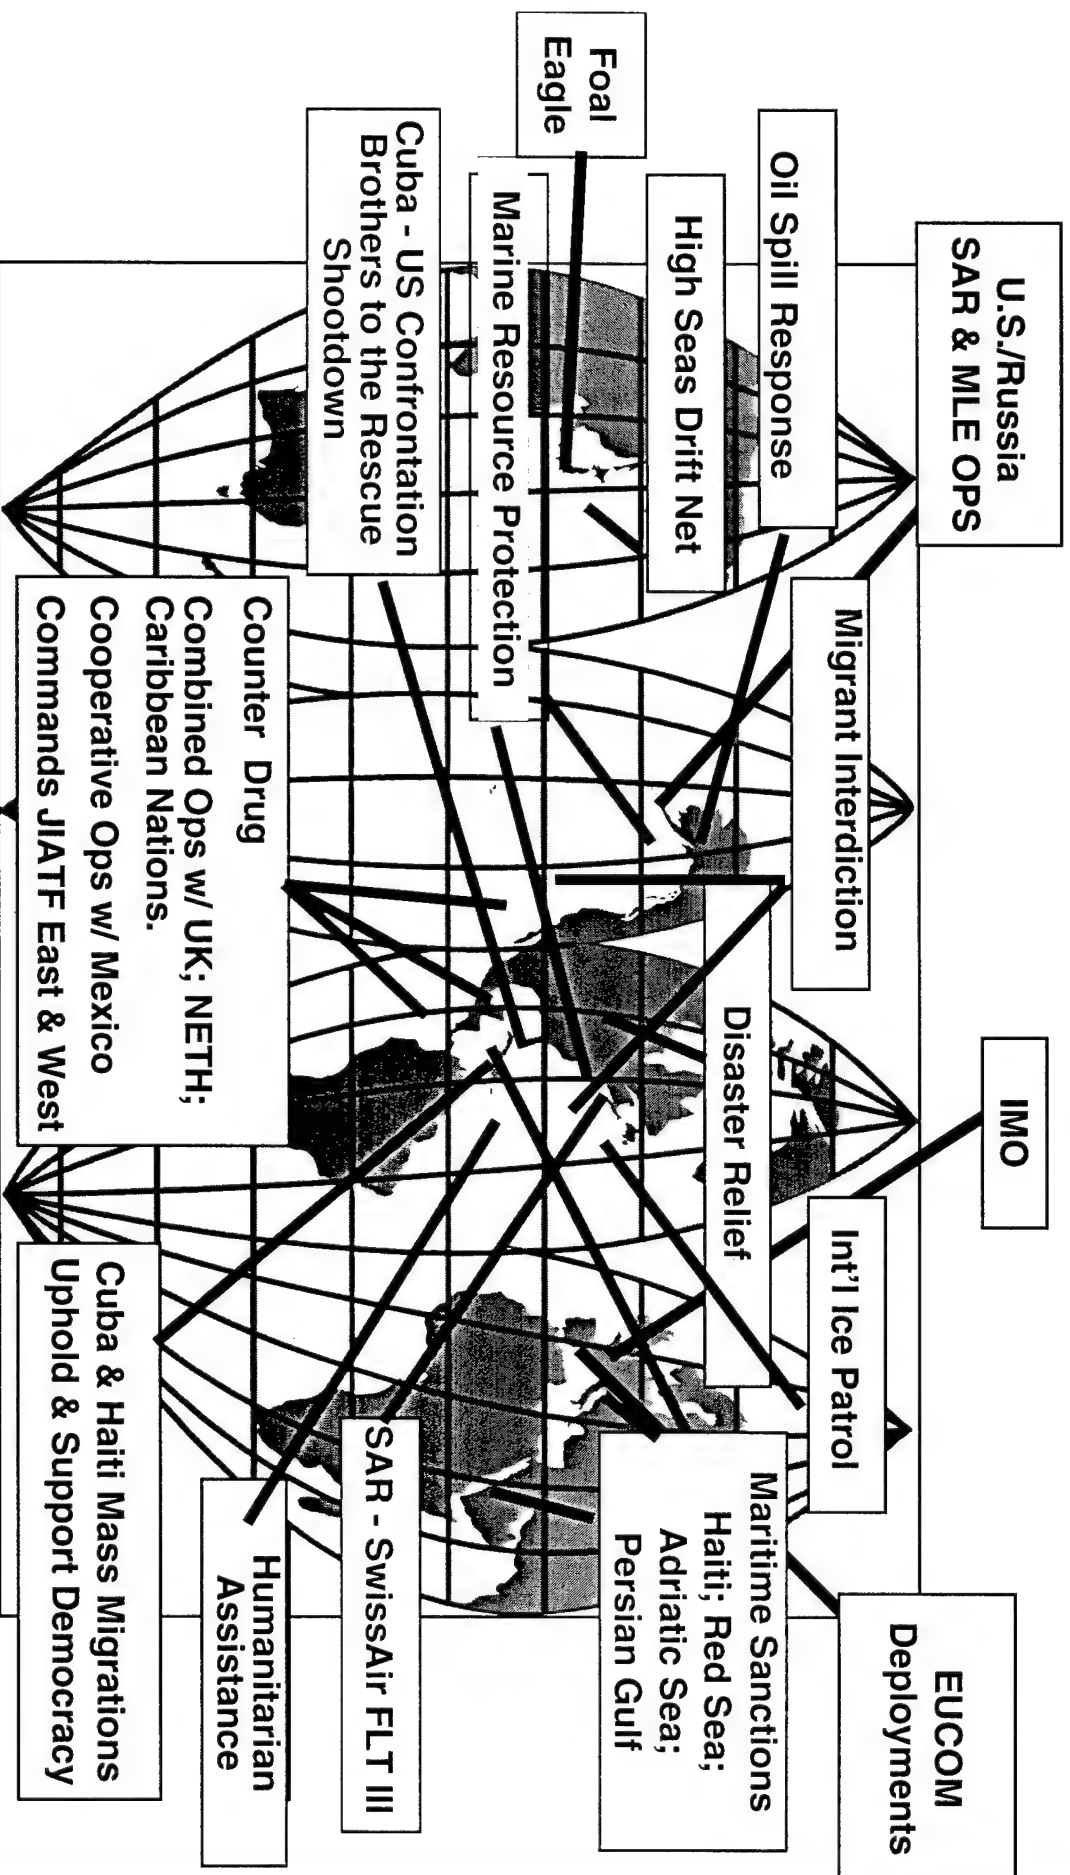 U.S./Russia
SAR & MLE OPS
IMO
EUCOM
Deployments
Oil Spill Response
Migrant Interdiction
Int'l Ice Patrol
High Seas Drift Net
Disaster Relief
Maritime Sanctions
Haiti; Red Sea;
Adriatic Sea;
Persian Gulf
Foal
Eagle
Marine Resource Protection
Cuba - US Confrontation
Brothers to the Rescue
Shootdown
SAR - SwissAir FLT III
Counter Drug
Combined Ops w/ UK; NETH;
Caribbean Nations.
Cooperative Ops w/ Mexico
Commands JIATF East & West
Humanitarian
Assistance
Cuba & Haiti Mass Migrations
Uphold & Support Democracy